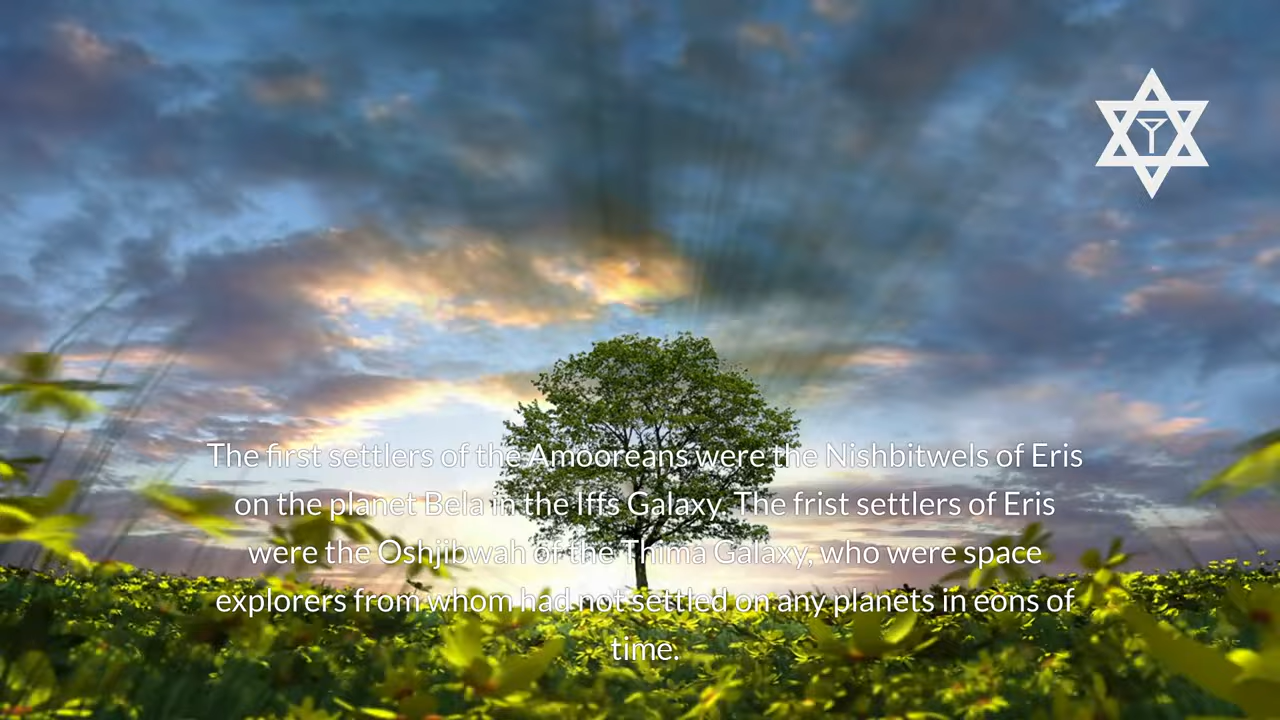 The first settlers of the Amooreans were the Nishbitwels of Eris
on the planet Bela in the Iffs Galaxy. The frist settlers of Eris
were the Oshjibwah of the Thima Galaxy, who were space
explorers from whom had not settled on any planets in eons of
time.